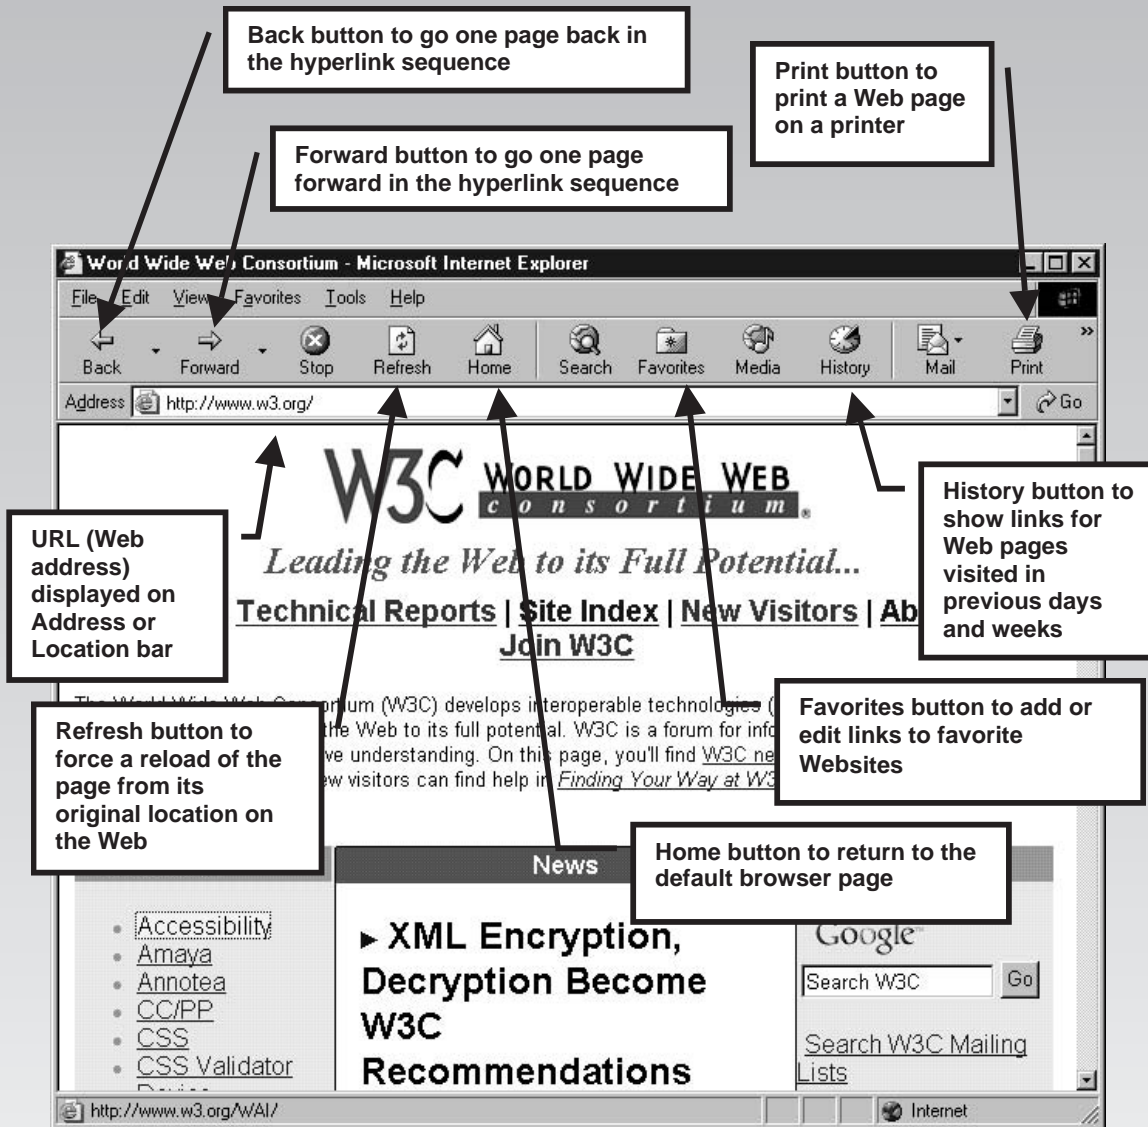 Back button to go one page back in
the hyperlink sequence
Print button to
print a Web page
on a printer
Forward button to go one page
forward in the hyperlink sequence
World Wide Web Consortium - Microsoft Internet Explorer
File Edit View Favorites Tools Help
Back Forward Stop Refresh Home Search Favorites Media History Mail Print »
Address http://www.w3.org/ Go
W3C WORLD WIDE WEB
consortium ®
Leading the Web to its Full Potential...
History button to
show links for
Web pages
visited in
previous days
and weeks
URL (Web
address)
displayed on
Address or
Location bar
Technical Reports | Site Index | New Visitors |
Join W3C
The World Wide Web Consortium (W3C) develops interoperable technologies (
the Web to its full potential. W3C is a forum for
understanding. On this page, you'll find W3C
visitors can find help in Finding Your Way at
Favorites button to add or
edit links to favorite
Websites
Refresh button to
force a reload of the
page from its
original location on
the Web
Home button to return to the
default browser page
News
Accessibility
Amaya
Annotea
CC/PP
CSS
CSS Validator
► XML Encryption,
Decryption Become
W3C
Recommendations
Google
Search W3C Go
Search W3C Mailing
Lists
http://www.w3.org/WAI/ Internet